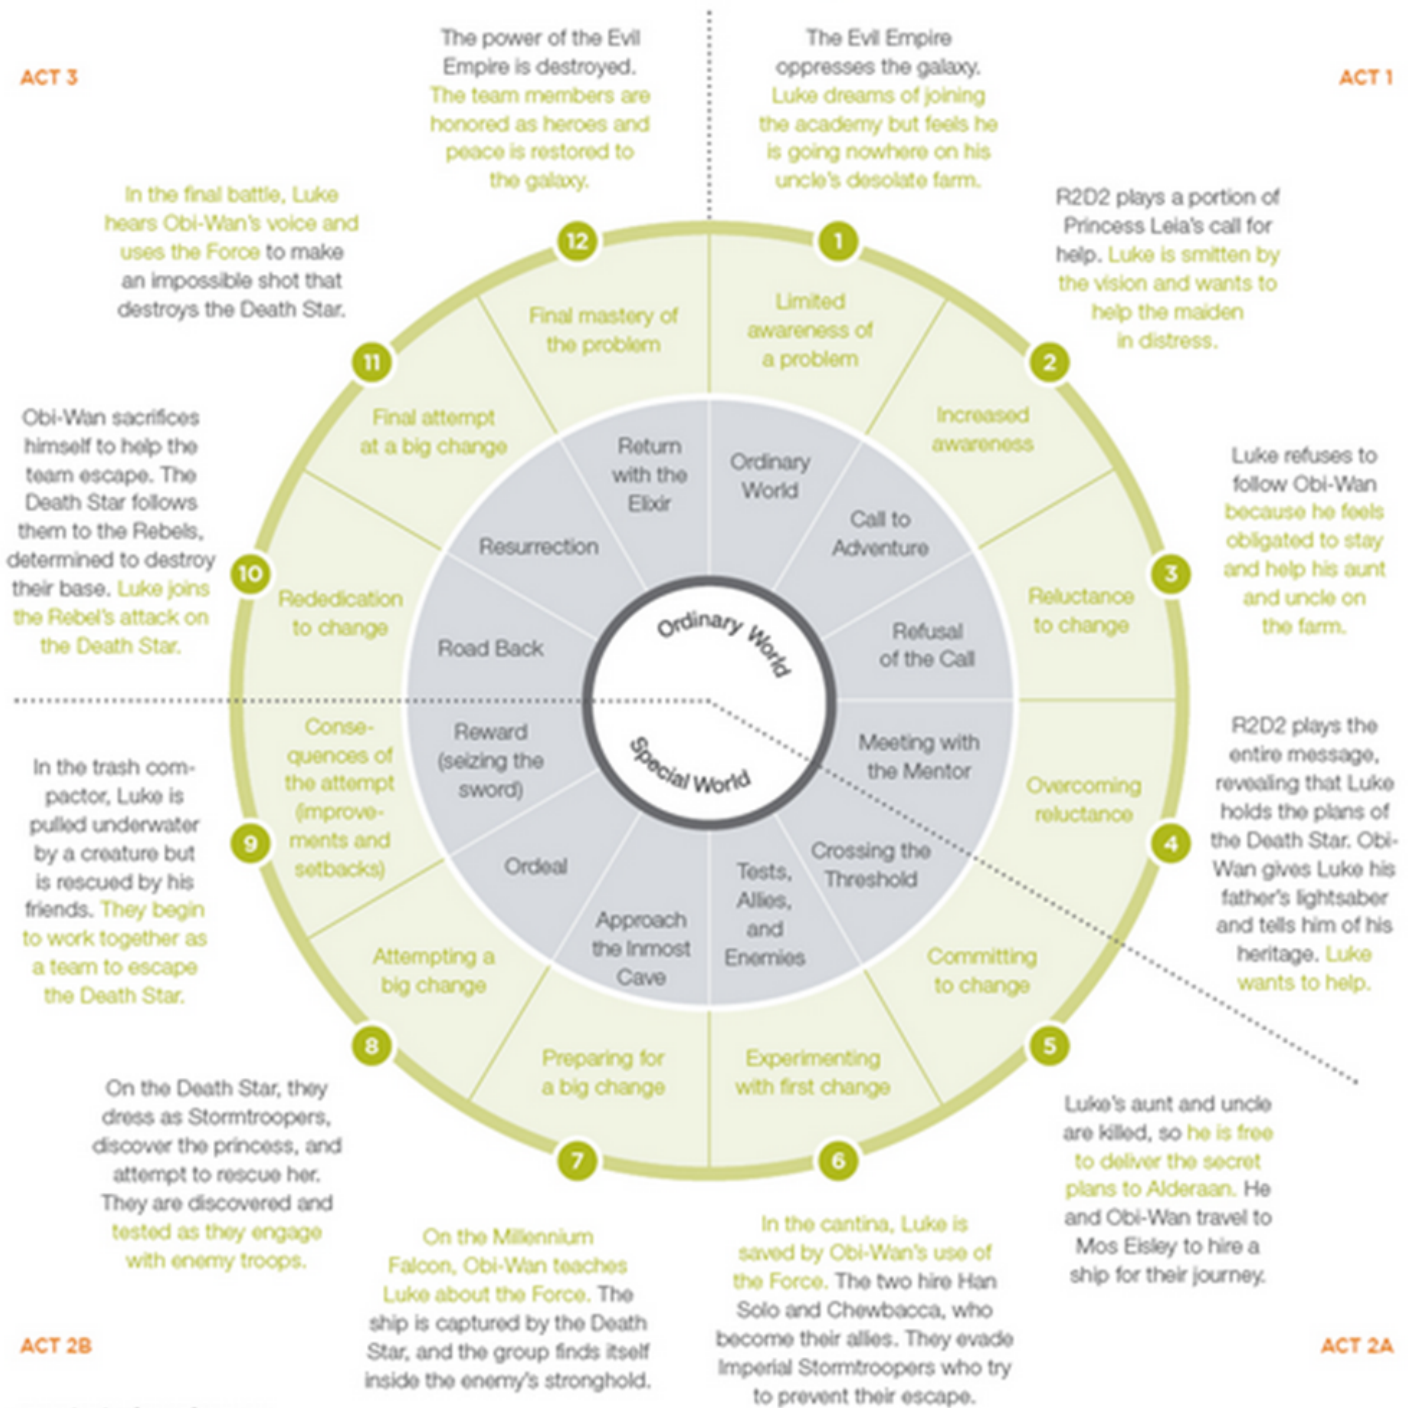 ACT 3
ACT 1
The Evil Empire
oppresses the galaxy.
Luke dreams of joining
the academy but feels he
is going nowhere on his
uncle's desolate farm.
R2D2 plays a portion of
Princess Leia's call for
help. Luke is smitten by
the vision and wants to
help the maiden
in distress.
Luke refuses to
follow Obi-Wan
because he feels
obligated to stay
and help his aunt
and uncle on
the farm.
R2D2 plays the
entire message,
revealing that Luke
holds the plans of
the Death Star. Obi-
Wan gives Luke his
father's lightsaber
and tells him of his
heritage. Luke
wants to help.
Luke's aunt and uncle
are killed, so he is free
to deliver the secret
plans to Alderaan. He
and Obi-Wan travel to
Mos Eisley to hire a
ship for their journey.
In the cantina, Luke is
saved by Obi-Wan's use of
the Force. The two hire Han
Solo and Chewbacca, who
become their allies. They evade
Imperial Stormtroopers who try
to prevent their escape.
On the Millennium
Falcon, Obi-Wan teaches
Luke about the Force. The
ship is captured by the Death
Star, and the group finds itself
inside the enemy's stronghold.
On the Death Star, they
dress as Stormtroopers,
discover the princess, and
attempt to rescue her.
They are discovered and
tested as they engage
with enemy troops.
In the trash com-
pactor, Luke is
pulled underwater
by a creature but
is rescued by his
friends. They begin
to work together as
a team to escape
the Death Star.
Obi-Wan sacrifices
himself to help the
team escape. The
Death Star follows
them to the Rebels,
determined to destroy
their base. Luke joins
the Rebel's attack on
the Death Star.
In the final battle, Luke
hears Obi-Wan's voice and
uses the Force to make
an impossible shot that
destroys the Death Star.
The power of the Evil
Empire is destroyed.
The team members are
honored as heroes and
peace is restored to
the galaxy.
1
2
3
4
5
6
7
8
9
10
11
12
Limited
awareness of
a problem
Increased
awareness
Reluctance
to change
Overcoming
reluctance
Committing
to change
Experimenting
with first change
Preparing for
a big change
Attempting a
big change
Conse-
quences of
the attempt
(improve-
ments and
setbacks)
Rededication
to change
Final attempt
at a big change
Final mastery of
the problem
Ordinary
World
Call to
Adventure
Refusal
of the Call
Meeting with
the Mentor
Crossing the
Threshold
Tests,
Allies,
and
Enemies
Approach
the Inmost
Cave
Ordeal
Reward
(seizing the
sword)
Road Back
Resurrection
Return
with the
Elixir
Ordinary World
Special World
ACT 2B
ACT 2A